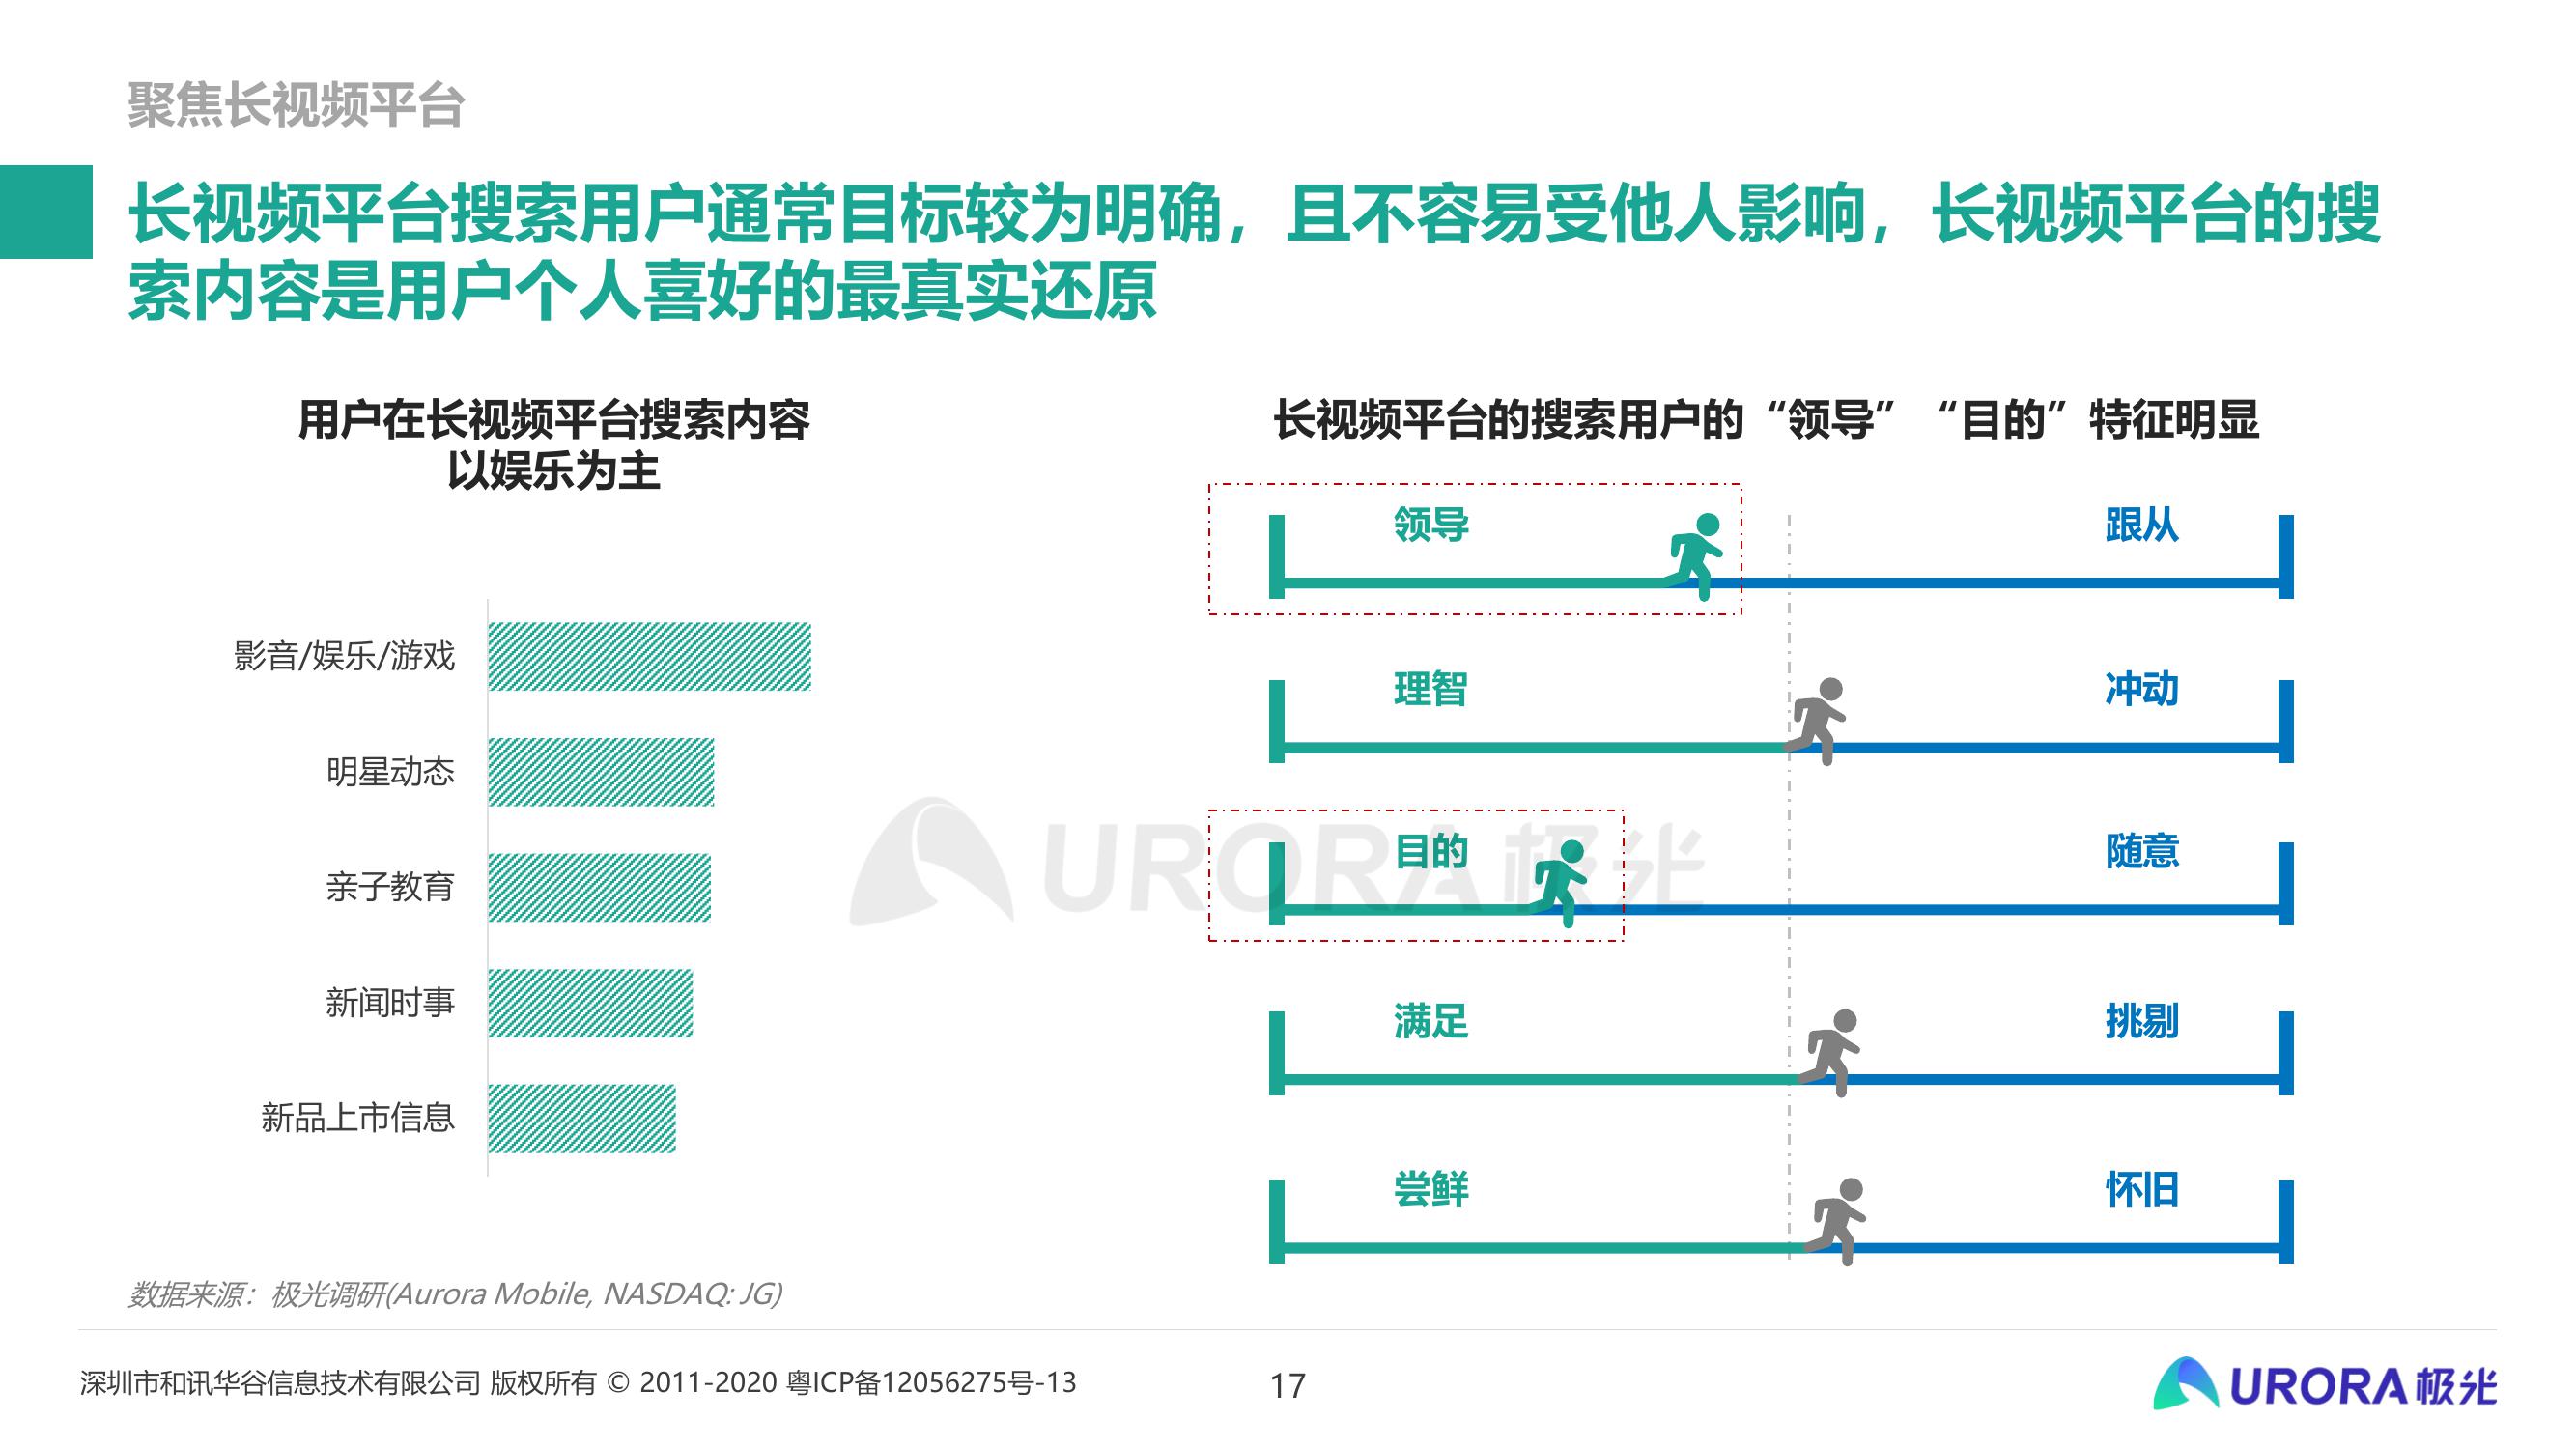 聚焦长视频平台
长视频平台搜索用户通常目标较为明确，且不容易受他人影响，长视频平台的搜
索内容是用户个人喜好的最真实还原
用户在长视频平台搜索内容
以娱乐为主
影音/娱乐/游戏
明星动态
亲子教育
新闻时事
新品上市信息
长视频平台的搜索用户的“领导”“目的”特征明显
领导 跟从
理智 冲动
目的 随意
满足 挑剔
尝鲜 怀旧
URORA极光
数据来源：极光调研(Aurora Mobile, NASDAQ: JG)
深圳市和讯华谷信息技术有限公司 版权所有 © 2011-2020 粤ICP备12056275号-13
17
URORA极光